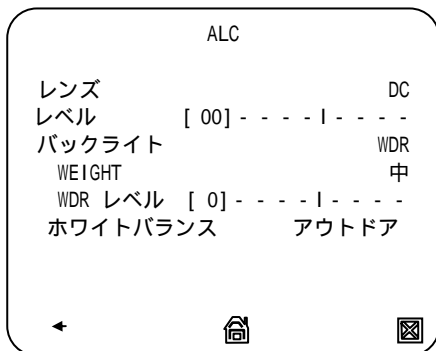 ALC
レンズ DC
レベル [ 00] - - - - I - - - -
バックライト WDR
WEIGHT 中
WDR レベル [ 0] - - - - I - - - -
ホワイトバランス アウトドア